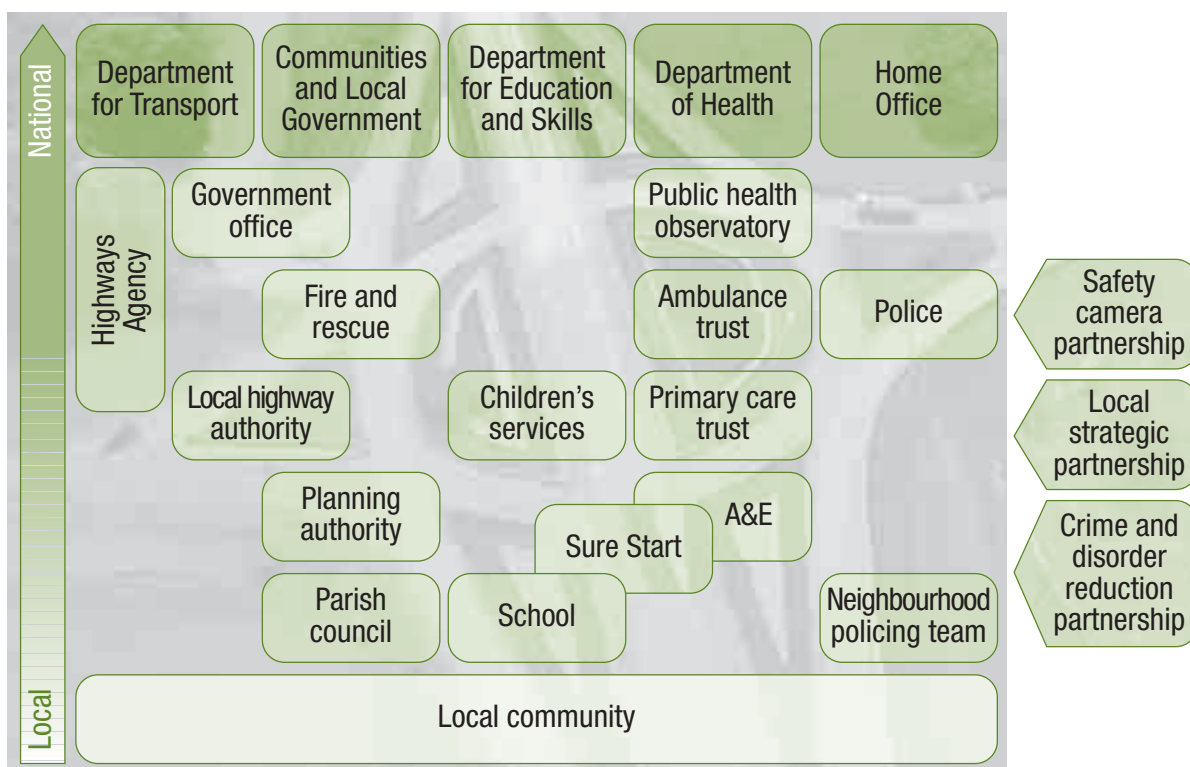 National
Department
for Transport
Communities
and Local
Government
Department
for Education
and Skills
Department
of Health
Home
Office
Highways
Agency
Government
office
Public health
observatory
Fire and
rescue
Ambulance
trust
Police
Local highway
authority
Children's
services
Primary care
trust
Planning
authority
Sure Start
A&E
Parish
council
School
Neighbourhood
policing team
Local
Local community
Safety
camera
partnership
Local
strategic
partnership
Crime and
disorder
reduction
partnership